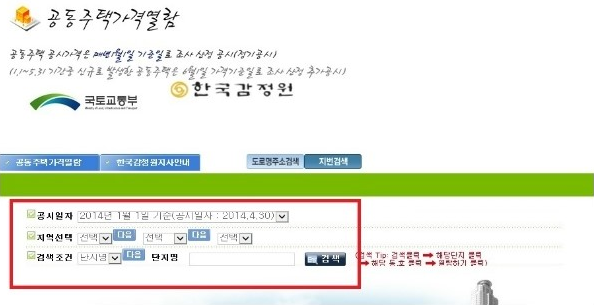 공동주택가격열람
공동주택 공시가격은 매년1월1일 기준일로 조사 산정 공시(정기공시)
(1.1~5.31 기간중 신규로 발생한 공동주택은 6월1일 가격기준일로 조사 산정 추가공시)
국토교통부
한국감정원
공동주택가격열람 한국감정원지사안내 도로명주소검색 지번검색
공시일자 2014년 1월 1일 기준(공시일자 : 2014.4.30)
지역선택 선택 다음 선택 다음 선택
검색조건 단지명 다음 단지명 검색
(검색 Tip: 검색클릭 ➡ 해당단지 클릭
➡ 해당 동,호 클릭 ➡ 열람하기 클릭)